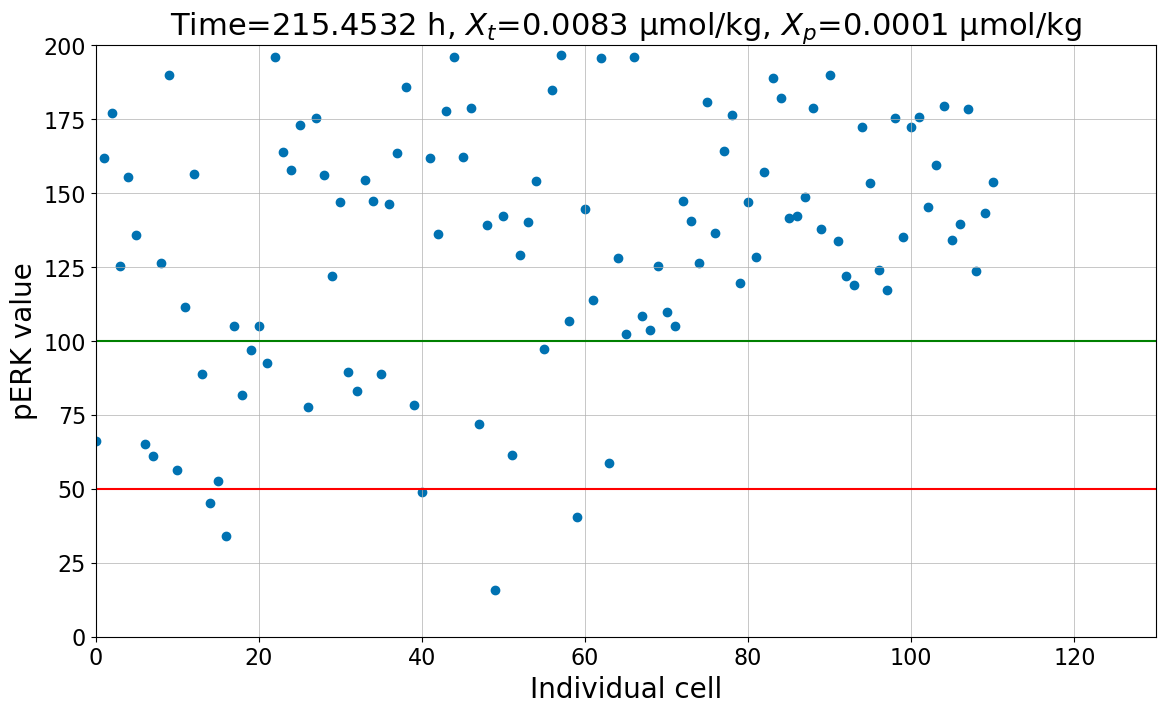 Time=215.4532 h, Xₜ=0.0083 μmol/kg, Xₚ=0.0001 μmol/kg
200
175
150
125
100
75
50
25
0
pERK value
0 20 40 60 80 100 120
Individual cell